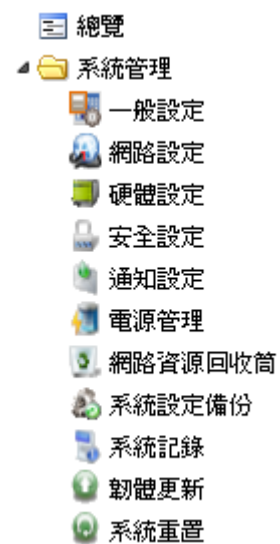 總覽
系統管理
一般設定
網路設定
硬體設定
安全設定
通知設定
電源管理
網路資源回收筒
系統設定備份
系統記錄
韌體更新
系統重置